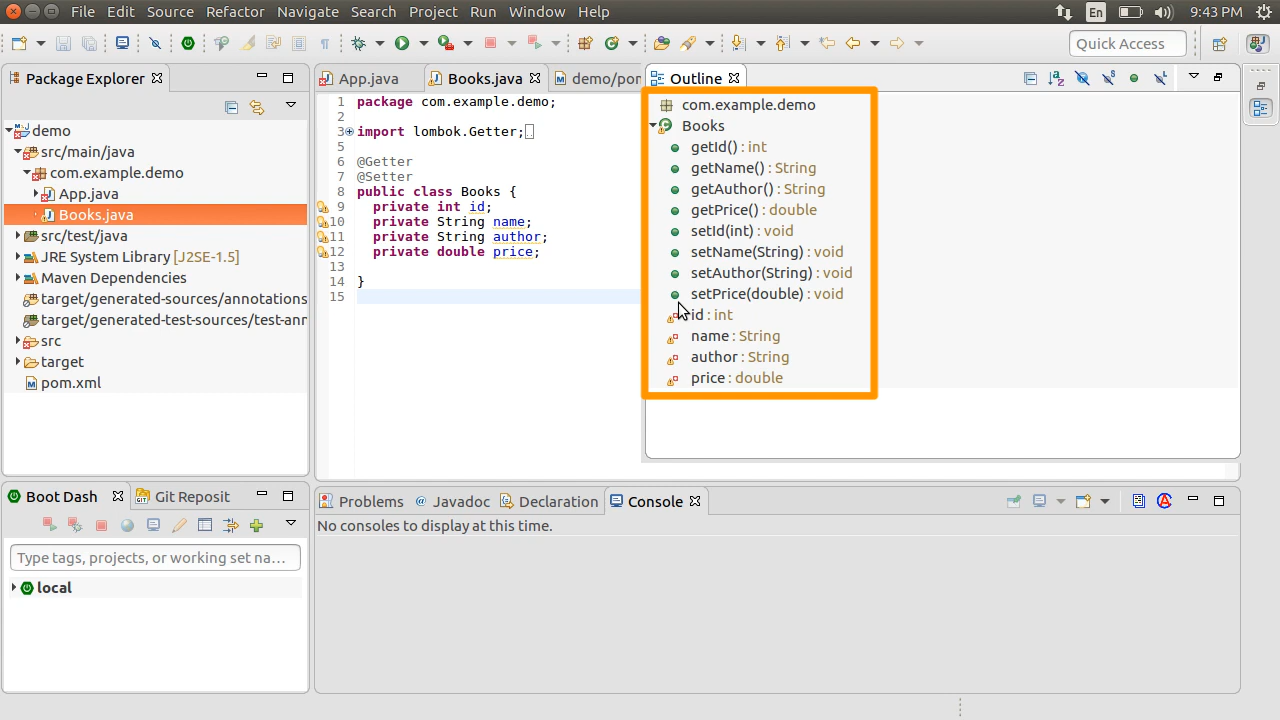 File Edit Source Refactor Navigate Search Project Run Window Help
En
9:43 PM
Quick Access
Package Explorer
demo
src/main/java
com.example.demo
App.java
Books.java
src/test/java
JRE System Library [J2SE-1.5]
Maven Dependencies
target/generated-sources/annotations
target/generated-test-sources/test-anr
src
target
pom.xml
App.java
Books.java
demo/pon
1 package com.example.demo;
2
3 import lombok.Getter;
5
6 @Getter
7 @Setter
8 public class Books {
9 private int id;
10 private String name;
11 private String author;
12 private double price;
13
14 }
15
Outline
com.example.demo
Books
getId() : int
getName() : String
getAuthor() : String
getPrice() : double
setId(int) : void
setName(String) : void
setAuthor(String) : void
setPrice(double) : void
id : int
name : String
author : String
price : double
Boot Dash
Git Reposit
Type tags, projects, or working set na...
local
Problems
@ Javadoc
Declaration
Console
No consoles to display at this time.